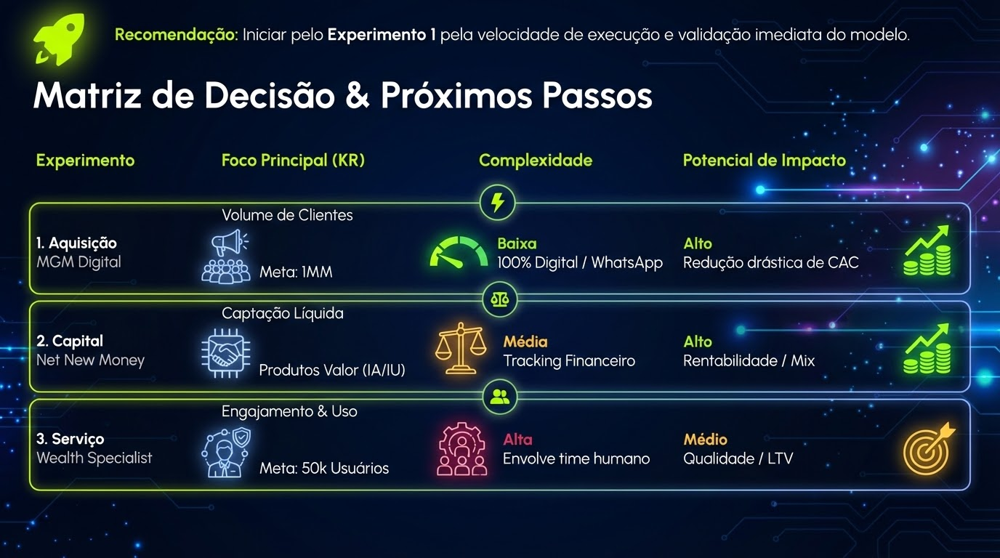 Recomendação: Iniciar pelo Experimento 1 pela velocidade de execução e validação imediata do modelo.
Matriz de Decisão & Próximos Passos
Experimento
Foco Principal (KR)
Complexidade
Potencial de Impacto
1. Aquisição
MGM Digital
Volume de Clientes
Meta: 1MM
Baixa
100% Digital / WhatsApp
Alto
Redução drástica de CAC
2. Capital
Net New Money
Captação Líquida
Produtos Valor (IA/IU)
Média
Tracking Financeiro
Alto
Rentabilidade / Mix
3. Serviço
Wealth Specialist
Engajamento & Uso
Meta: 50k Usuários
Alta
Envolve time humano
Médio
Qualidade / LTV